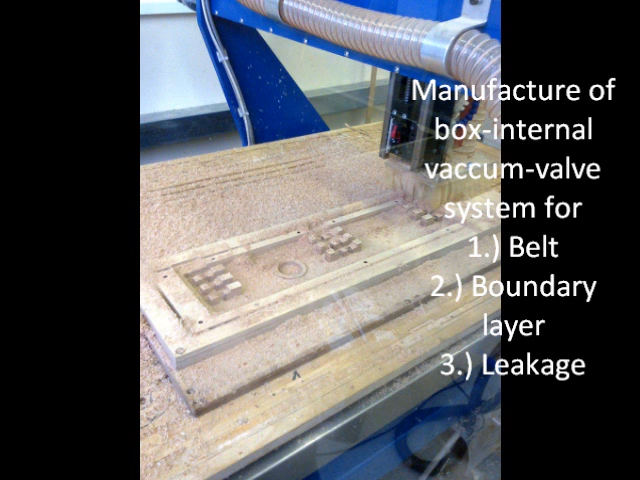 Manufacture of
box-internal
vaccum-valve
system for
1.) Belt
2.) Boundary
layer
3.) Leakage